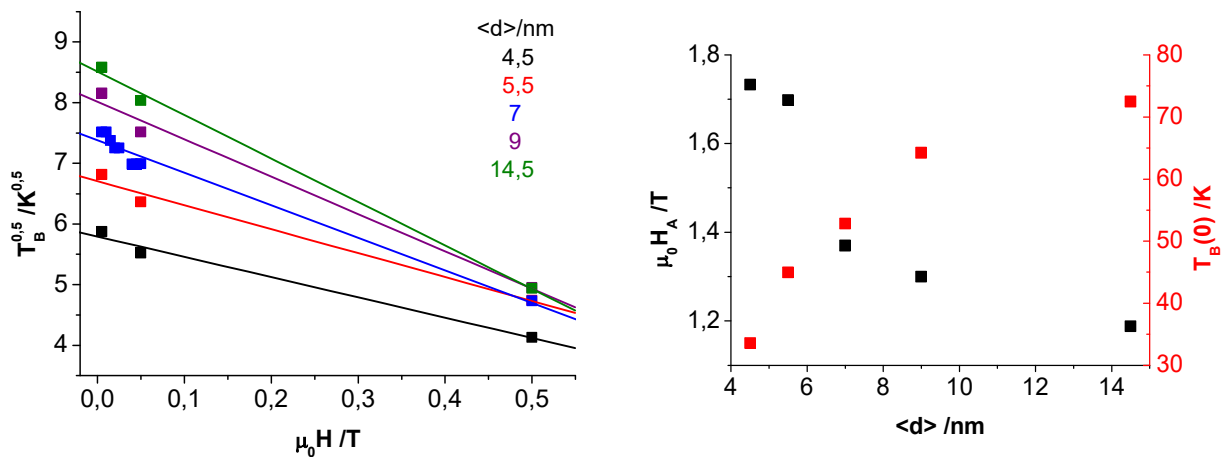 <d>/nm
4,5
5,5
7
9
14,5
9
8
7
6
5
4
T_B^0,5 /K^0,5
0,0 0,1 0,2 0,3 0,4 0,5
μ₀H /T
1,8
1,6
1,4
1,2
μ₀H_A /T
80
70
60
50
40
30
T_B(0) /K
4 6 8 10 12 14
<d> /nm